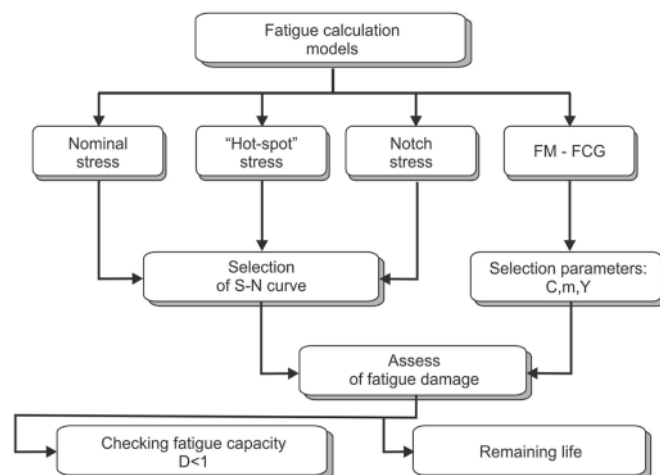 Fatigue calculation
models
Nominal
stress
"Hot-spot"
stress
Notch
stress
FM - FCG
Selection
of S-N curve
Selection parameters:
C,m,Y
Assess
of fatigue damage
Checking fatigue capacity
D<1
Remaining life